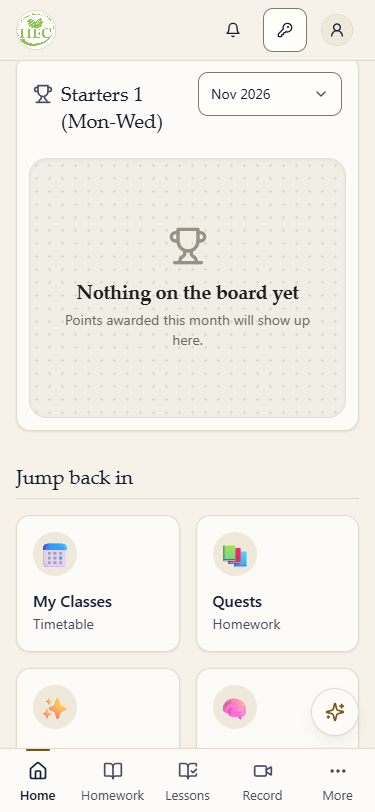 HEC
Starters 1
(Mon-Wed)
Nov 2026
Nothing on the board yet
Points awarded this month will show up
here.
Jump back in
My Classes
Timetable
Quests
Homework
Home
Homework
Lessons
Record
More